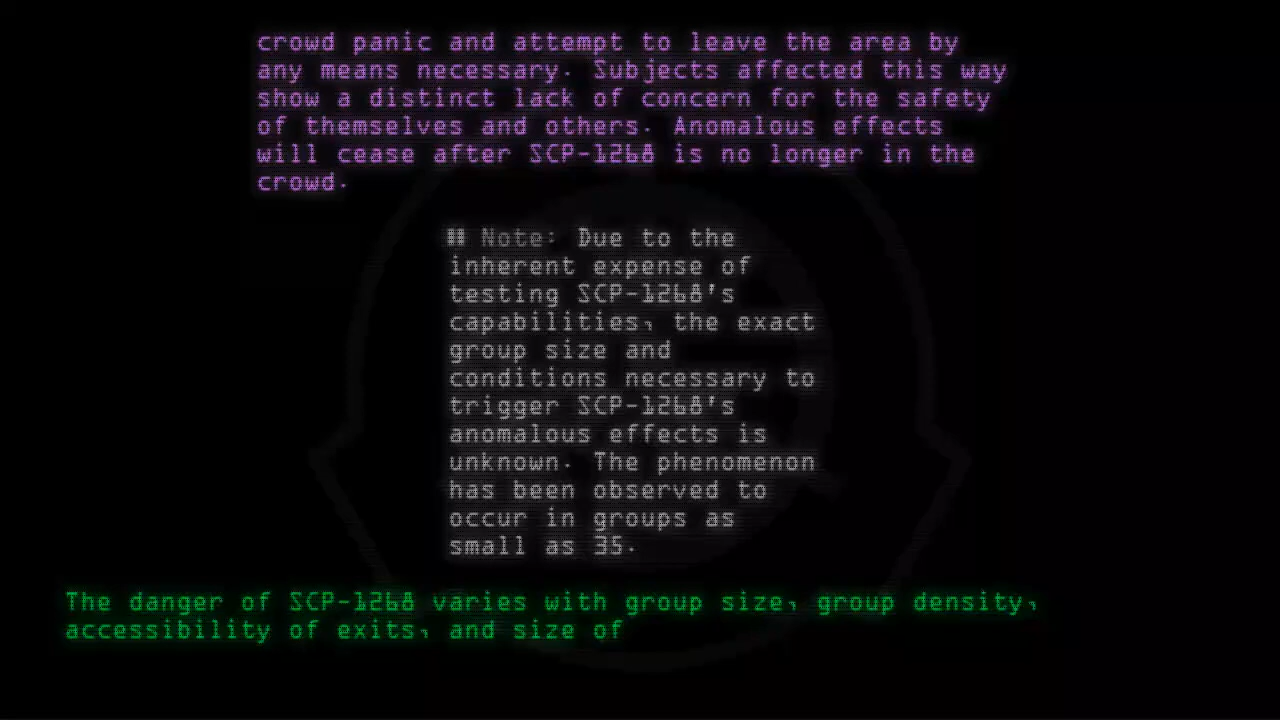 crowd panic and attempt to leave the area by
any means necessary. Subjects affected this way
show a distinct lack of concern for the safety
of themselves and others. Anomalous effects
will cease after SCP-1268 is no longer in the
crowd.
## Note: Due to the
inherent expense of
testing SCP-1268's
capabilities, the exact
group size and
conditions necessary to
trigger SCP-1268's
anomalous effects is
unknown. The phenomenon
has been observed to
occur in groups as
small as 35.
The danger of SCP-1268 varies with group size, group density,
accessibility of exits, and size of